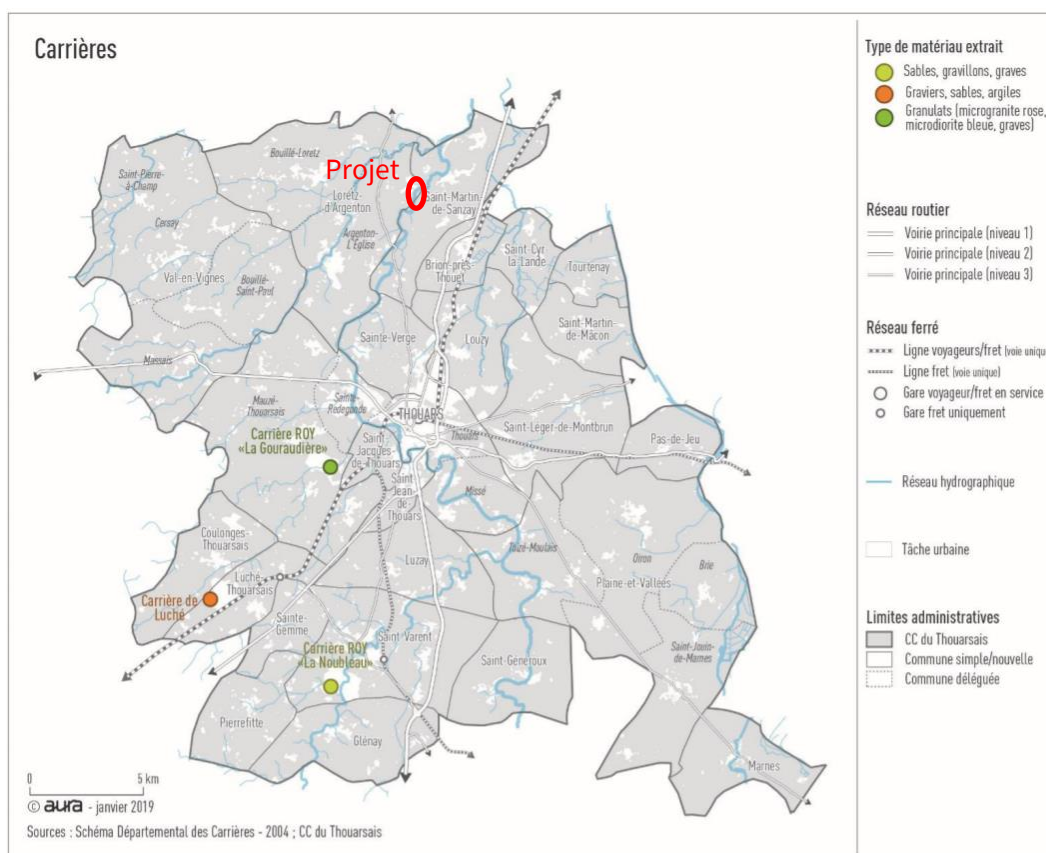 Carrières
Projet
Bouillé-Loretz
Saint-Pierre-
à-Champ
Loretz-
d'Argenton
Saint-Martin-
de-Sanzay
Cersay
Argenton-
L'Église
Saint-Cyr
la-Lande
Brion-près-
Thouet
Tourtenay
Val-en-Vignes
Bouillé-
Saint-Paul
Saint-Martin-
de-Mâcon
Sainte-Verge
Louzy
Massais
Mauzé-
Thouarsais
Sainte-
Radegonde
THOUARS
Thouars
Saint-Léger-de-Montbrun
Pas-de-Jeu
Carrière ROY
«La Gouraudière»
Saint-
Jacques-
de-Thouars
Saint
Jean-
de-
Thouars
Missé
Coulonges-
Thouarsais
Luzay
Taizé-Maulais
Oiron
Brie
Plaine-et-Vallées
Luché-
Thouarsais
Carrière de
Luché
Sainte-
Gemme
Carrière ROY
«La Noubleau»
Saint-Varent
Saint-Généroux
Saint-Jouin-
de-Marnes
Pierrefitte
Glénay
Marnes
0 5 km
© aura - janvier 2019
Sources : Schéma Départemental des Carrières - 2004 ; CC du Thouarsais
Type de matériau extrait
Sables, gravillons, graves
Graviers, sables, argiles
Granulats (microgranite rose,
microdiorite bleue, graves)
Réseau routier
Voirie principale (niveau 1)
Voirie principale (niveau 2)
Voirie principale (niveau 3)
Réseau ferré
Ligne voyageurs/fret (voie uniqu
Ligne fret (voie unique)
Gare voyageur/fret en service
Gare fret uniquement
Réseau hydrographique
Tâche urbaine
Limites administratives
CC du Thouarsais
Commune simple/nouvelle
Commune déléguée